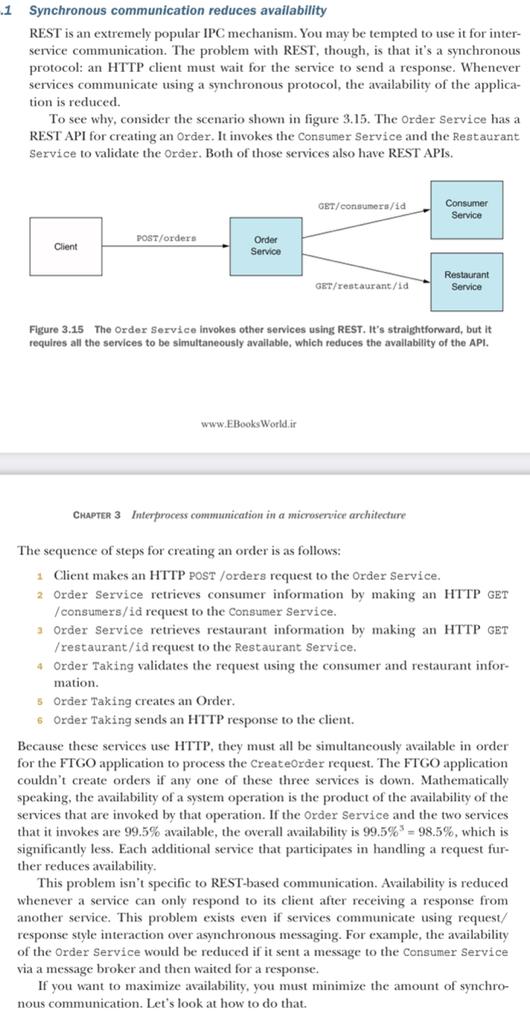 .1 Synchronous communication reduces availability
REST is an extremely popular IPC mechanism. You may be tempted to use it for inter-
service communication. The problem with REST, though, is that it's a synchronous
protocol: an HTTP client must wait for the service to send a response. Whenever
services communicate using a synchronous protocol, the availability of the applica-
tion is reduced.
To see why, consider the scenario shown in figure 3.15. The Order Service has a
REST API for creating an Order. It invokes the Consumer Service and the Restaurant
Service to validate the Order. Both of those services also have REST APIs.
Client
POST/orders
Order
Service
GET/consumers/id
Consumer
Service
GET/restaurant/id
Restaurant
Service
Figure 3.15 The Order Service invokes other services using REST. It's straightforward, but it
requires all the services to be simultaneously available, which reduces the availability of the API.
www.EBooksWorld.ir
CHAPTER 3 Interprocess communication in a microservice architecture
The sequence of steps for creating an order is as follows:
1 Client makes an HTTP POST /orders request to the Order Service.
2 Order Service retrieves consumer information by making an HTTP GET
/consumers/id request to the Consumer Service.
3 Order Service retrieves restaurant information by making an HTTP GET
/restaurant/id request to the Restaurant Service.
4 Order Taking validates the request using the consumer and restaurant infor-
mation.
5 Order Taking creates an Order.
6 Order Taking sends an HTTP response to the client.
Because these services use HTTP, they must all be simultaneously available in order
for the FTGO application to process the CreateOrder request. The FTGO application
couldn't create orders if any one of these three services is down. Mathematically
speaking, the availability of a system operation is the product of the availability of the
services that are invoked by that operation. If the Order Service and the two services
that it invokes are 99.5% available, the overall availability is 99.5%³ = 98.5%, which is
significantly less. Each additional service that participates in handling a request fur-
ther reduces availability.
This problem isn't specific to REST-based communication. Availability is reduced
whenever a service can only respond to its client after receiving a response from
another service. This problem exists even if services communicate using request/
response style interaction over asynchronous messaging. For example, the availability
of the Order Service would be reduced if it sent a message to the Consumer Service
via a message broker and then waited for a response.
If you want to maximize availability, you must minimize the amount of synchro-
nous communication. Let's look at how to do that.